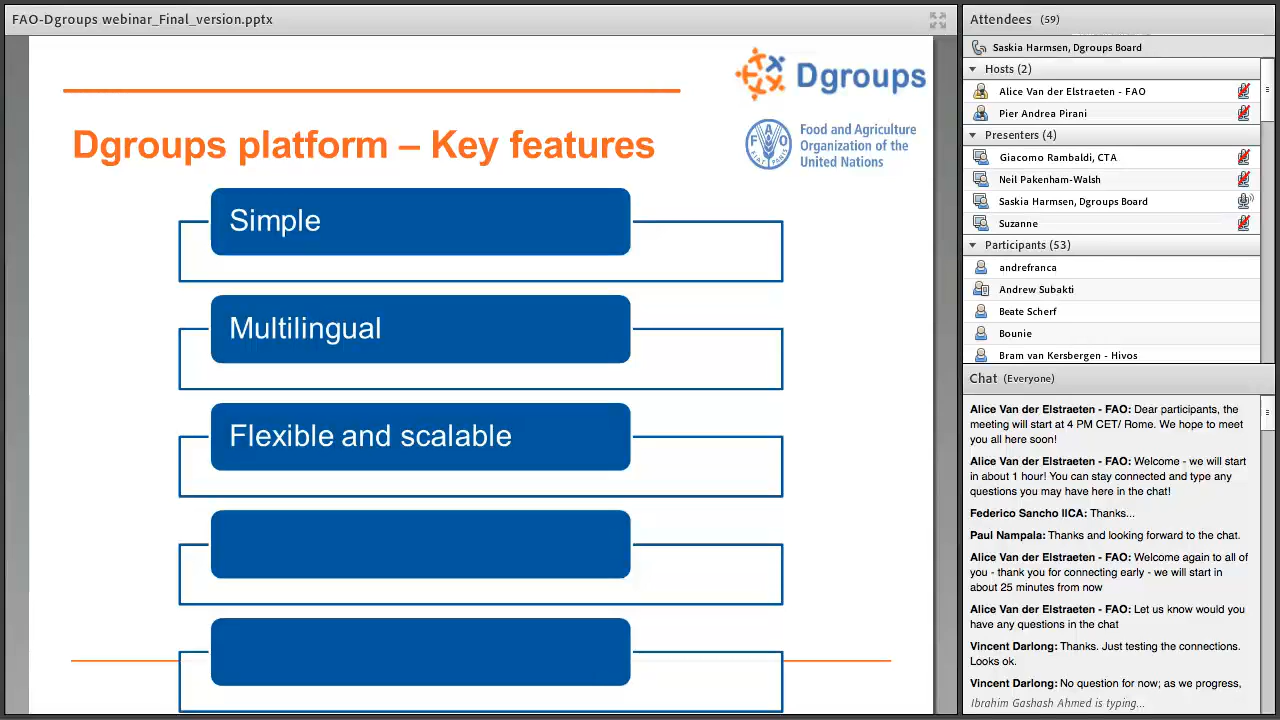 FAO-Dgroups webinar_Final_version.pptx
Dgroups
Food and Agriculture
Organization of the
United Nations
FAO
FIAT PANIS
Dgroups platform – Key features
Simple
Multilingual
Flexible and scalable
Attendees (59)
Saskia Harmsen, Dgroups Board
Hosts (2)
Alice Van der Elstraeten - FAO
Pier Andrea Pirani
Presenters (4)
Giacomo Rambaldi, CTA
Neil Pakenham-Walsh
Saskia Harmsen, Dgroups Board
Suzanne
Participants (53)
andrefranca
Andrew Subakti
Beate Scherf
Bounie
Bram van Kersbergen - Hivos
Chat (Everyone)
Alice Van der Elstraeten - FAO: Dear participants, the
meeting will start at 4 PM CET/ Rome. We hope to meet
you all here soon!
Alice Van der Elstraeten - FAO: Welcome - we will start
in about 1 hour! You can stay connected and type any
questions you may have here in the chat!
Federico Sancho IICA: Thanks...
Paul Nampala: Thanks and looking forward to the chat.
Alice Van der Elstraeten - FAO: Welcome again to all of
you - thank you for connecting early - we will start in
about 25 minutes from now
Alice Van der Elstraeten - FAO: Let us know would you
have any questions in the chat
Vincent Darlong: Thanks. Just testing the connections.
Looks ok.
Vincent Darlong: No question for now; as we progress,
Ibrahim Gashash Ahmed is typing...